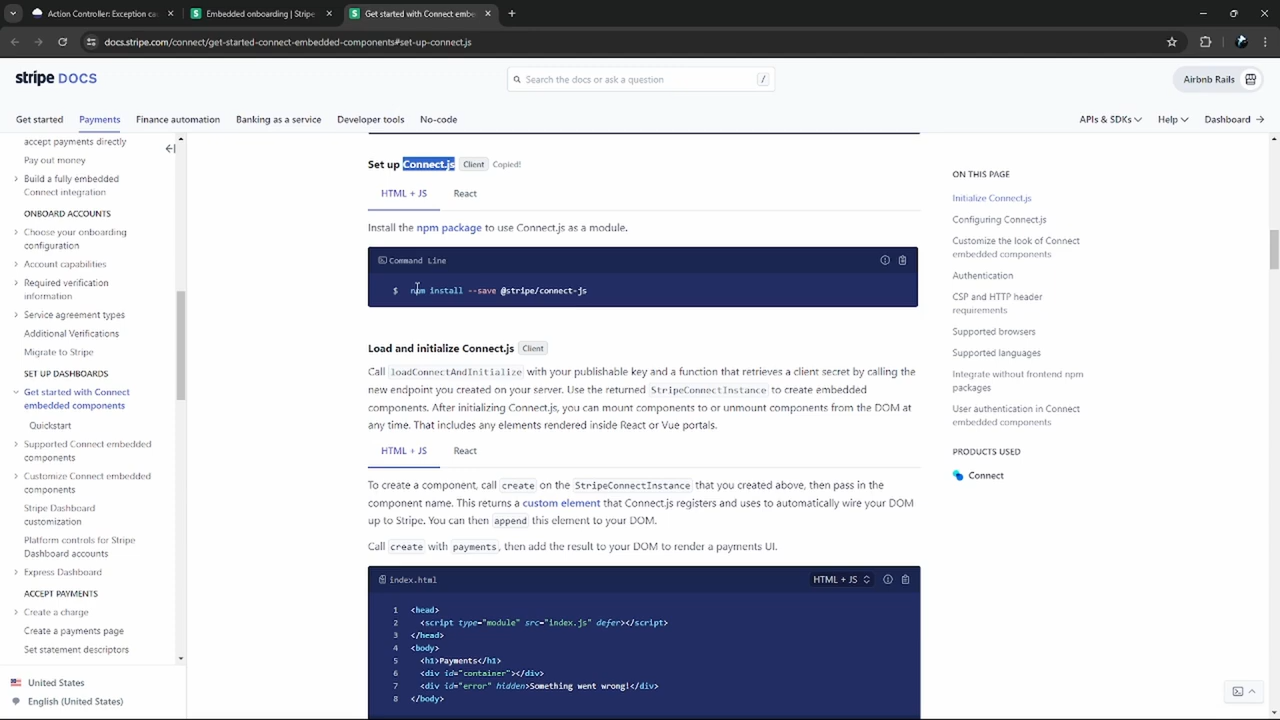 Action Controller: Exception ca
Embedded onboarding | Stripe
Get started with Connect embe
docs.stripe.com/connect/get-started-connect-embedded-components#set-up-connect.js
stripe DOCS
Search the docs or ask a question
/
Airbnb Rails
Get started
Payments
Finance automation
Banking as a service
Developer tools
No-code
APIs & SDKs
Help
Dashboard
accept payments directly
Pay out money
Build a fully embedded
Connect integration
ONBOARD ACCOUNTS
Choose your onboarding
configuration
Account capabilities
Required verification
information
Service agreement types
Additional Verifications
Migrate to Stripe
SET UP DASHBOARDS
Get started with Connect
embedded components
Quickstart
Supported Connect embedded
components
Customize Connect embedded
components
Stripe Dashboard
customization
Platform controls for Stripe
Dashboard accounts
Express Dashboard
ACCEPT PAYMENTS
Create a charge
Create a payments page
Set statement descriptors
United States
English (United States)
Set up Connect.js Client Copied!
HTML + JS React
Install the npm package to use Connect.js as a module.
Command Line
$ npm install --save @stripe/connect-js
Load and initialize Connect.js Client
Call loadConnectAndInitialize with your publishable key and a function that retrieves a client secret by calling the
new endpoint you created on your server. Use the returned StripeConnectInstance to create embedded
components. After initializing Connect.js, you can mount components to or unmount components from the DOM at
any time. That includes any elements rendered inside React or Vue portals.
HTML + JS React
To create a component, call create on the StripeConnectInstance that you created above, then pass in the
component name. This returns a custom element that Connect.js registers and uses to automatically wire your DOM
up to Stripe. You can then append this element to your DOM.
Call create with payments, then add the result to your DOM to render a payments UI.
index.html
HTML + JS
1 <head>
2 <script type="module" src="index.js" defer></script>
3 </head>
4 <body>
5 <h1>Payments</h1>
6 <div id="container"></div>
7 <div id="error" hidden>Something went wrong!</div>
8 </body>
ON THIS PAGE
Initialize Connect.js
Configuring Connect.js
Customize the look of Connect
embedded components
Authentication
CSP and HTTP header
requirements
Supported browsers
Supported languages
Integrate without frontend npm
packages
User authentication in Connect
embedded components
PRODUCTS USED
Connect